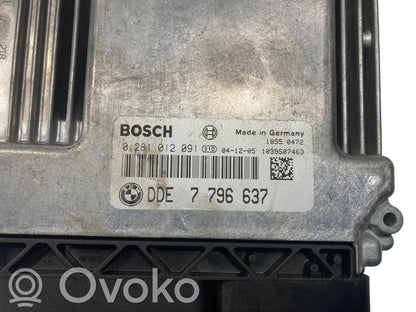 BOSCH
Made in Germany
1855 0472
0 281 012 091 04-12-05 1039S07463
BMW
DDE 7 796 637
OVOKO